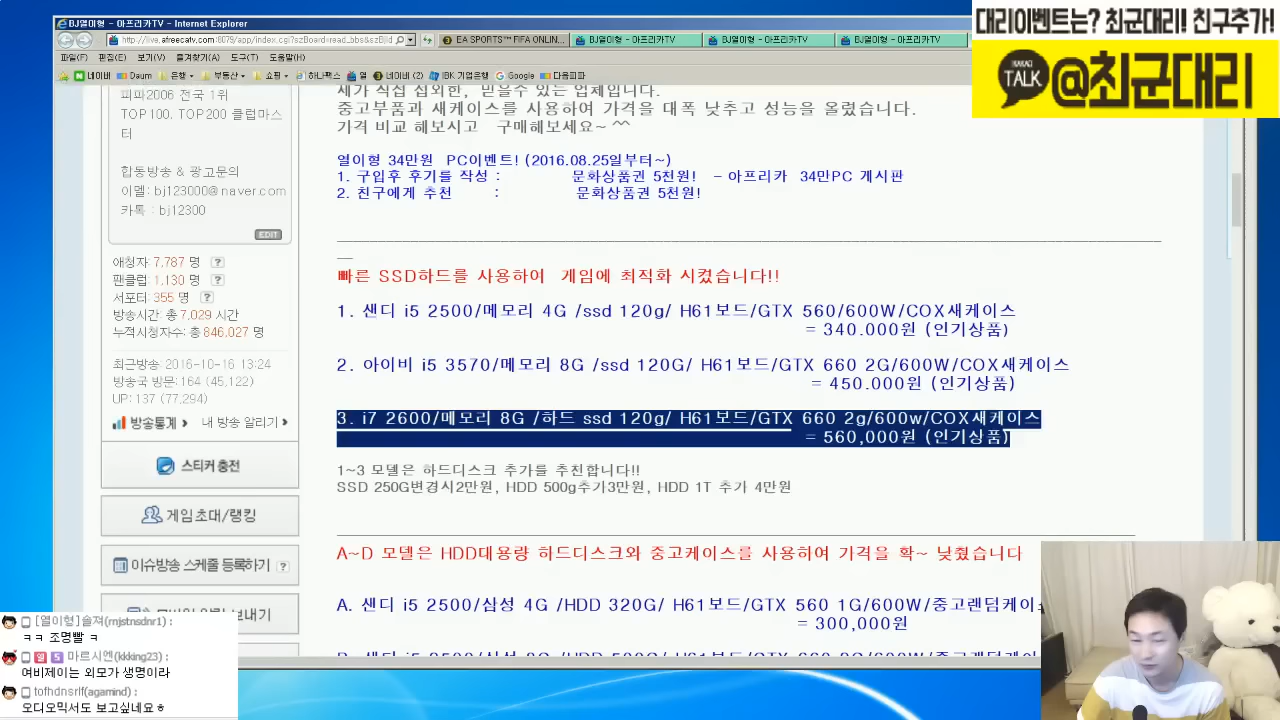 BJ열이형 - 아프리카TV - Internet Explorer
http://live.afreecatv.com:8079/app/index.cgi?szBoard=read_bbs&szBjId
EA SPORTS™ FIFA ONLIN...
BJ열이형 - 아프리카TV
BJ열이형 - 아프리카TV
BJ열이형 - 아프리카TV
파일(F) 편집(E) 보기(V) 즐겨찾기(A) 도구(T) 도움말(H)
네이버 Daum 은행 부동산 쇼핑 하나팩스 열 네이버 (2) IBK 기업은행 Google 다음팟피
대리이벤트는? 최군대리! 친구추가!
KAKAO
TALK @최군대리
피파2006 전국 1위
TOP100, TOP200 클럽마스
터
합동방송 & 광고문의
이멜: bj123000@naver.com
카톡 : bj12300
EDIT
애청자: 7,787 명 ?
팬클럽: 1,130 명 ?
서포터: 355 명 ?
방송시간: 총 7,029 시간
누적시청자수: 총 846,027 명
최근방송: 2016-10-16 13:24
방송국 방문: 164 (45,122)
UP: 137 (77,294)
방송통계 > 내 방송 알리기 >
스티커 충전
게임 초대/랭킹
이슈방송 스케줄 등록하기 ?
보내기
중고부품과 새케이스를 사용하여 가격을 대폭 낮추고 성능을 올렸습니다.
가격 비교 해보시고 구매해보세요~ ^^
열이형 34만원 PC이벤트! (2016.08.25일부터~)
1. 구입후 후기를 작성 : 문화상품권 5천원! - 아프리카 34만PC 게시판
2. 친구에게 추천 : 문화상품권 5천원!
빠른 SSD하드를 사용하여 게임에 최적화 시켰습니다!!
1. 샌디 i5 2500/메모리 4G /ssd 120g/ H61보드/GTX 560/600W/COX새케이스
= 340.000원 (인기상품)
2. 아이비 i5 3570/메모리 8G /ssd 120G/ H61보드/GTX 660 2G/600W/COX새케이스
= 450.000원 (인기상품)
3. i7 2600/메모리 8G /하드 ssd 120g/ H61보드/GTX 660 2g/600w/COX새케이스
= 560,000원 (인기상품)
1~3 모델은 하드디스크 추가를 추진합니다!!
SSD 250G변경시2만원, HDD 500g추가3만원, HDD 1T 추가 4만원
A~D 모델은 HDD대용량 하드디스크와 중고케이스를 사용하여 가격을 확~ 낮췄습니다
A. 샌디 i5 2500/삼성 4G /HDD 320G/ H61보드/GTX 560 1G/600W/중고랜덤케이스
= 300,000원
[열이형]솔져(rnjstnsdnr1) :
ㅋㅋ 조명빨 ㅋ
열 5 마르시엔(kkking23) :
여비제이는 외모가 생명이라
tofhdnsrlf(agamind) :
오디오믹서도 보고싶네요ㅎ